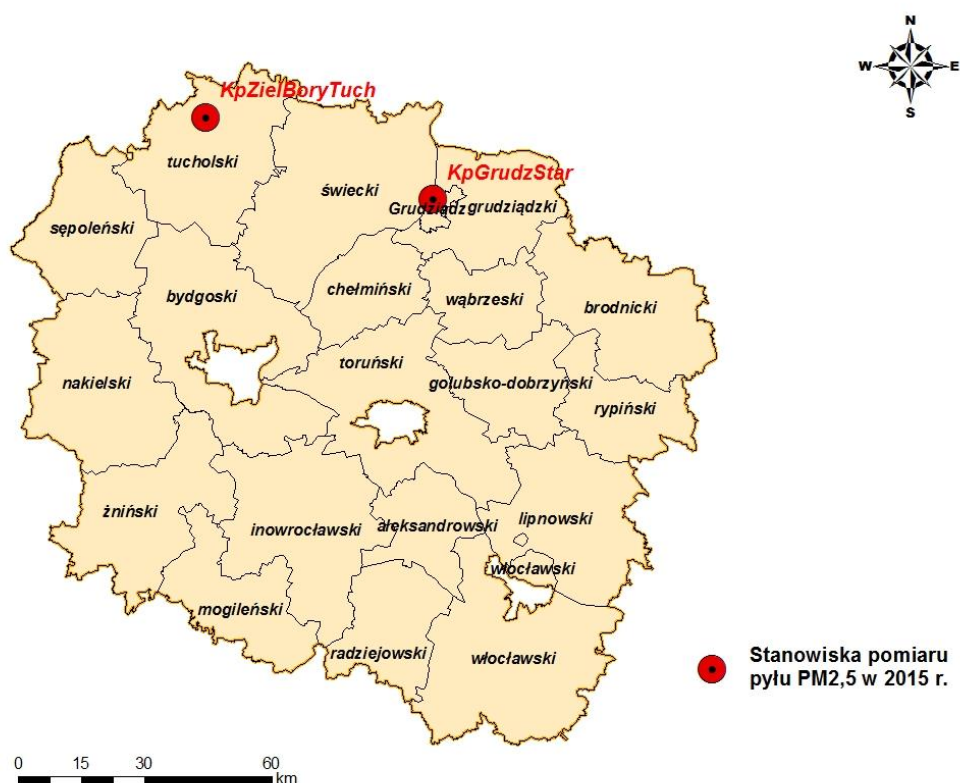 N
W E
S
KpZielBoryTuch
tucholski
KpGrudzStar
świecki
Grudziądz grudziądzki
sępoleński
bydgoski
chełmiński
wąbrzeski
brodnicki
toruński
nakielski
golubsko-dobrzyński
rypiński
żniński
inowrocławski
aleksandrowski
lipnowski
włocławski
mogileński
radziejowski
włocławski
Stanowiska pomiaru
pyłu PM2,5 w 2015 r.
0 15 30 60
km